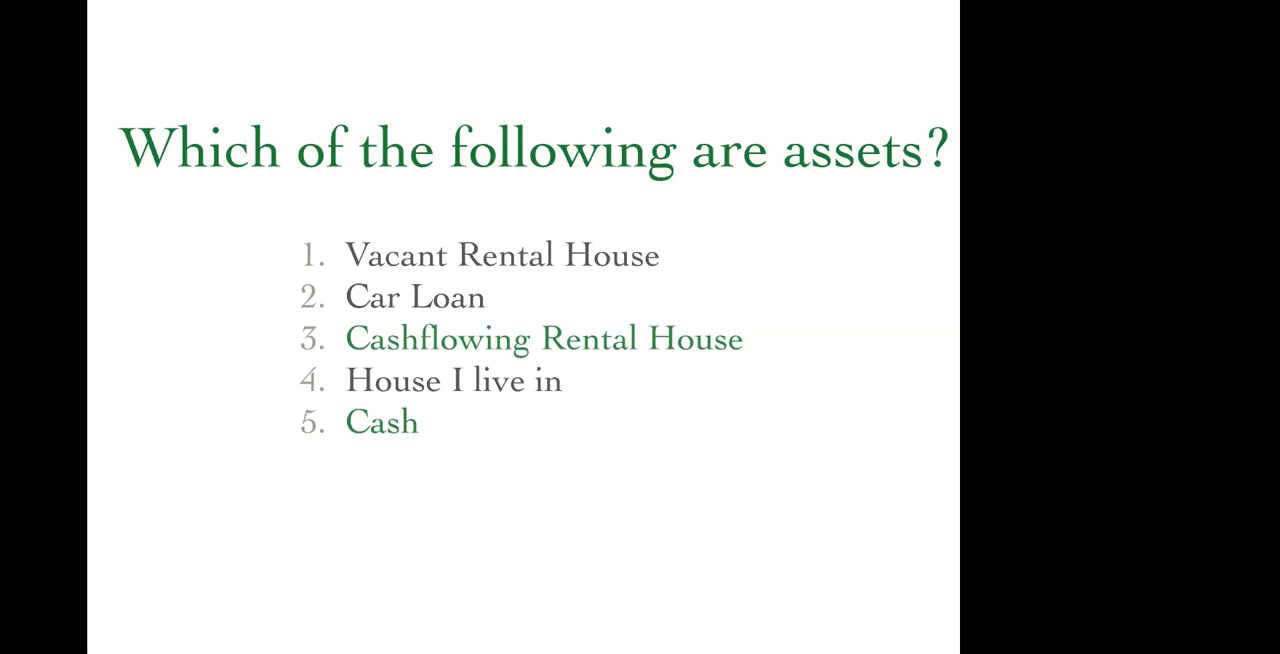 Which of the following are assets?
1. Vacant Rental House
2. Car Loan
3. Cashflowing Rental House
4. House I live in
5. Cash